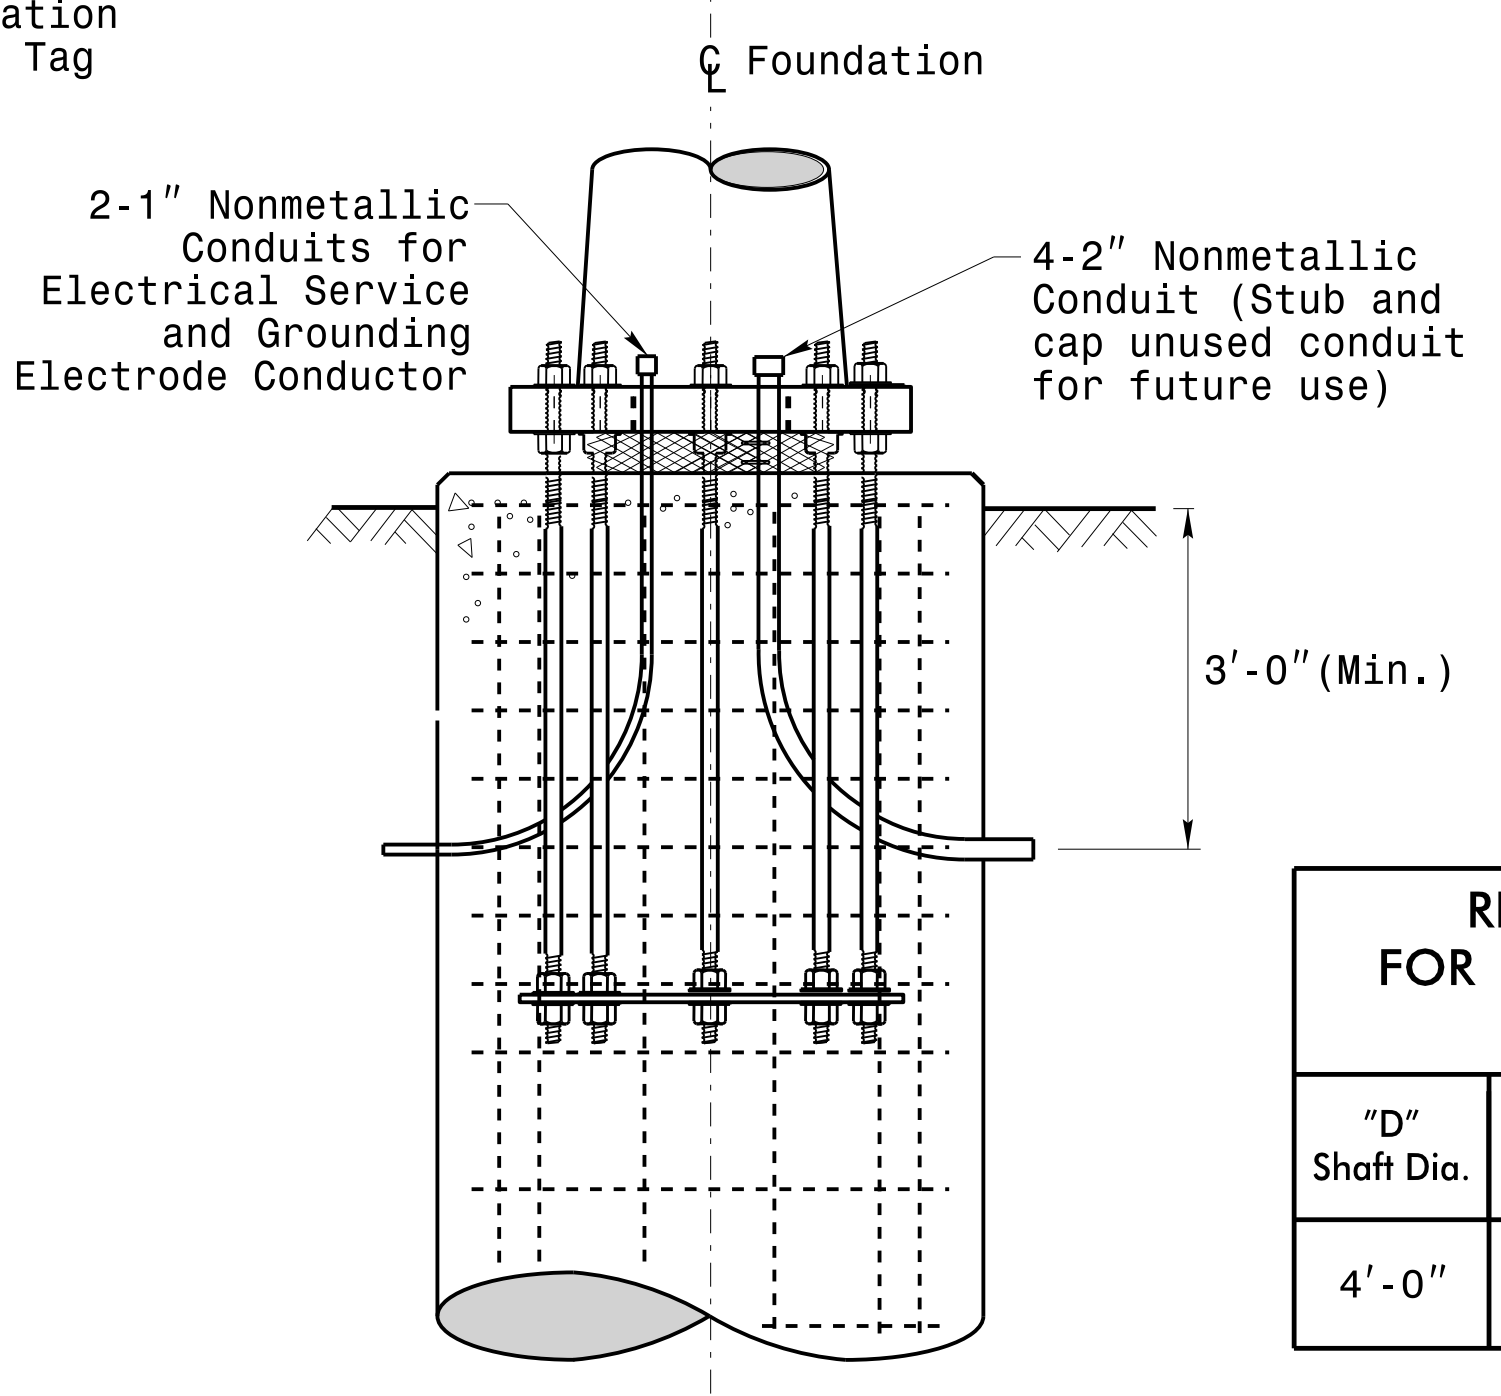 Tag
℄ Foundation
2-1" Nonmetallic
Conduits for
Electrical Service
and Grounding
Electrode Conductor
4-2" Nonmetallic
Conduit (Stub and
cap unused conduit
for future use)
3'-0"(Min.)
FOR
"D"
Shaft Dia.
4'-0"